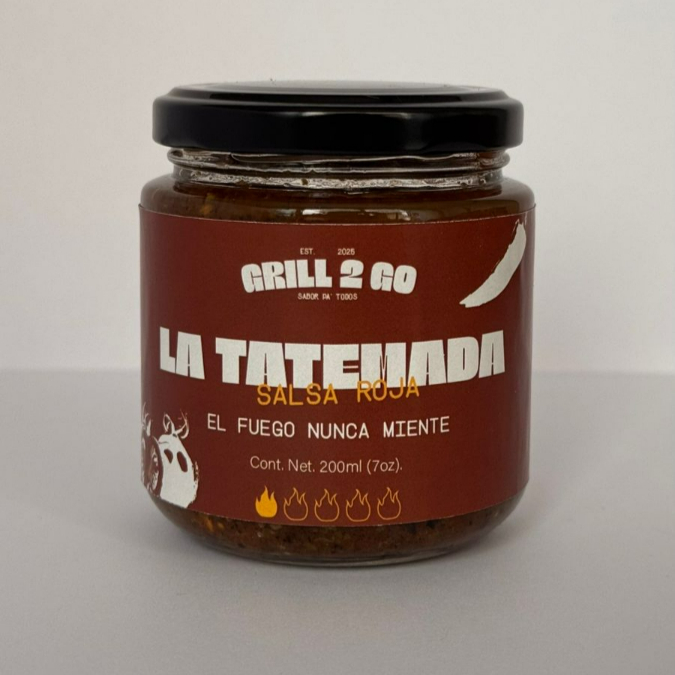 EST. 2025
GRILL 2 GO
SABOR PA' TODOS
LA TATEMADA
SALSA ROJA
EL FUEGO NUNCA MIENTE
Cont. Net. 200ml (7oz).